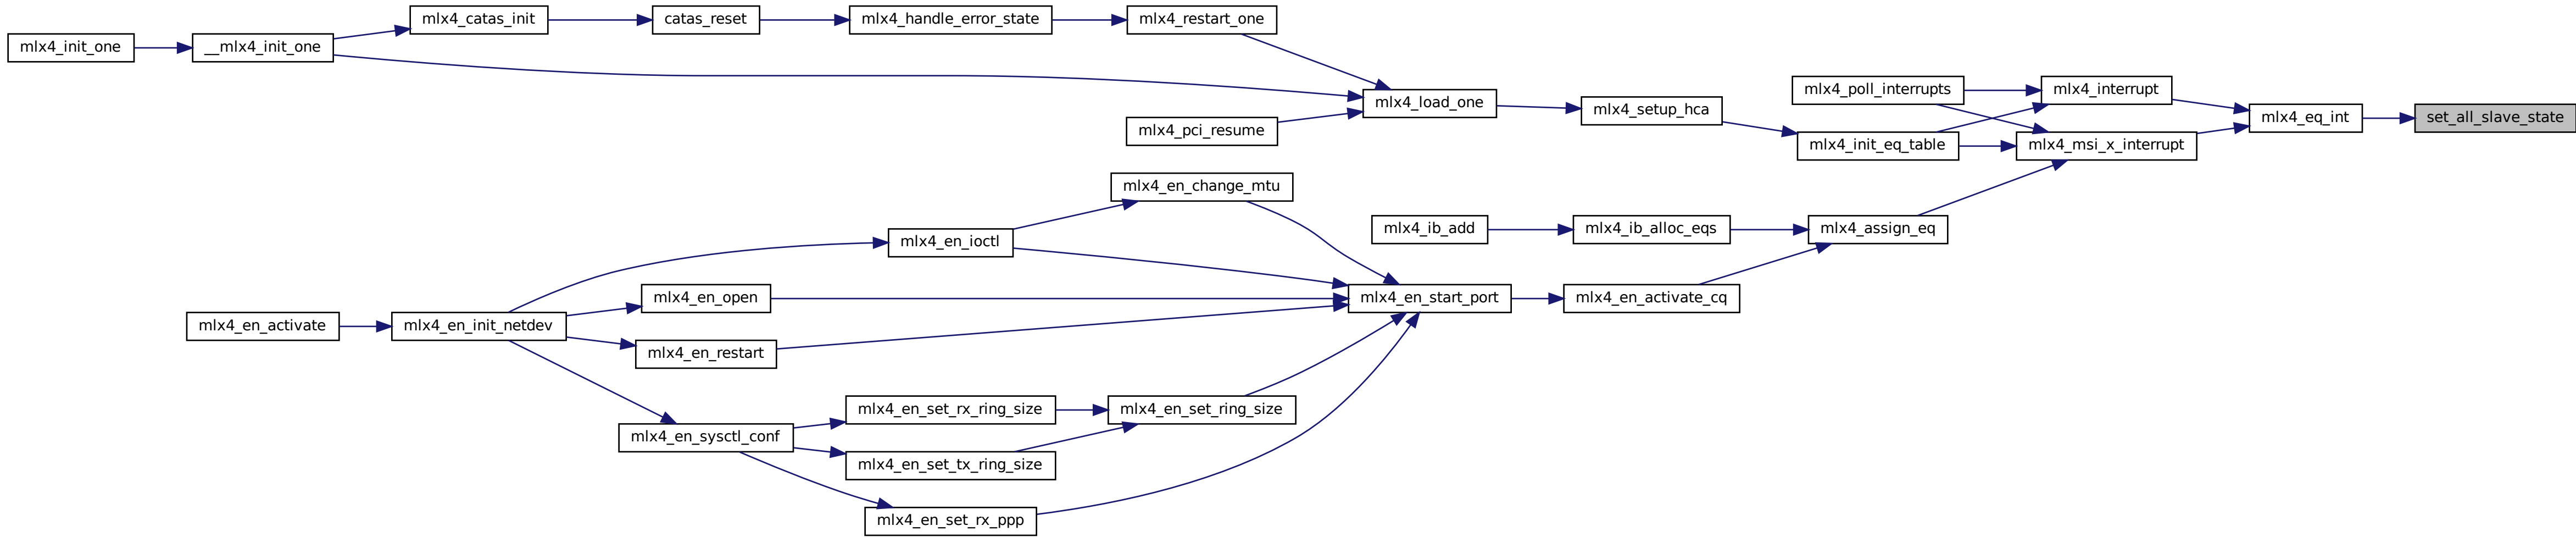 mlx4_catas_init
catas_reset
mlx4_handle_error_state
mlx4_restart_one
mlx4_init_one
__mlx4_init_one
mlx4_load_one
mlx4_pci_resume
mlx4_setup_hca
mlx4_poll_interrupts
mlx4_interrupt
mlx4_init_eq_table
mlx4_msi_x_interrupt
mlx4_eq_int
set_all_slave_state
mlx4_en_change_mtu
mlx4_en_ioctl
mlx4_ib_add
mlx4_ib_alloc_eqs
mlx4_assign_eq
mlx4_en_open
mlx4_en_start_port
mlx4_en_activate_cq
mlx4_en_activate
mlx4_en_init_netdev
mlx4_en_restart
mlx4_en_set_rx_ring_size
mlx4_en_set_ring_size
mlx4_en_sysctl_conf
mlx4_en_set_tx_ring_size
mlx4_en_set_rx_ppp